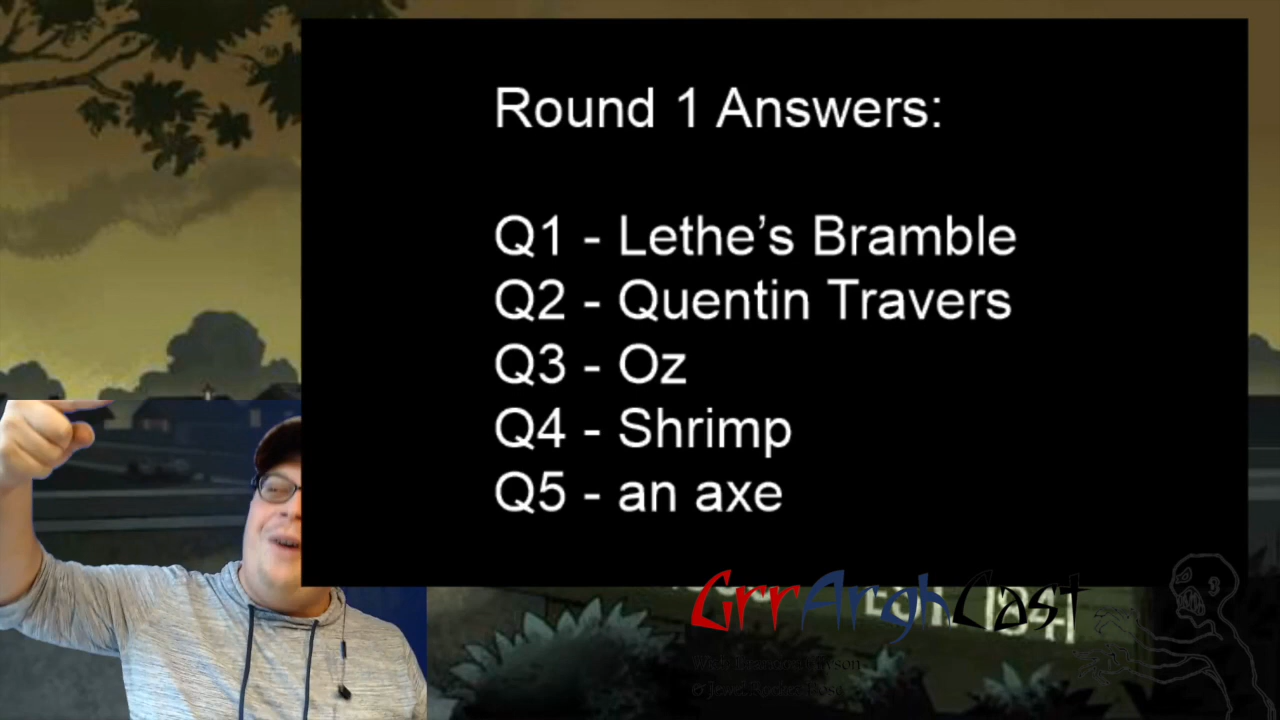 Round 1 Answers:
Q1 - Lethe’s Bramble
Q2 - Quentin Travers
Q3 - Oz
Q4 - Shrimp
Q5 - an axe
GrrArghCast